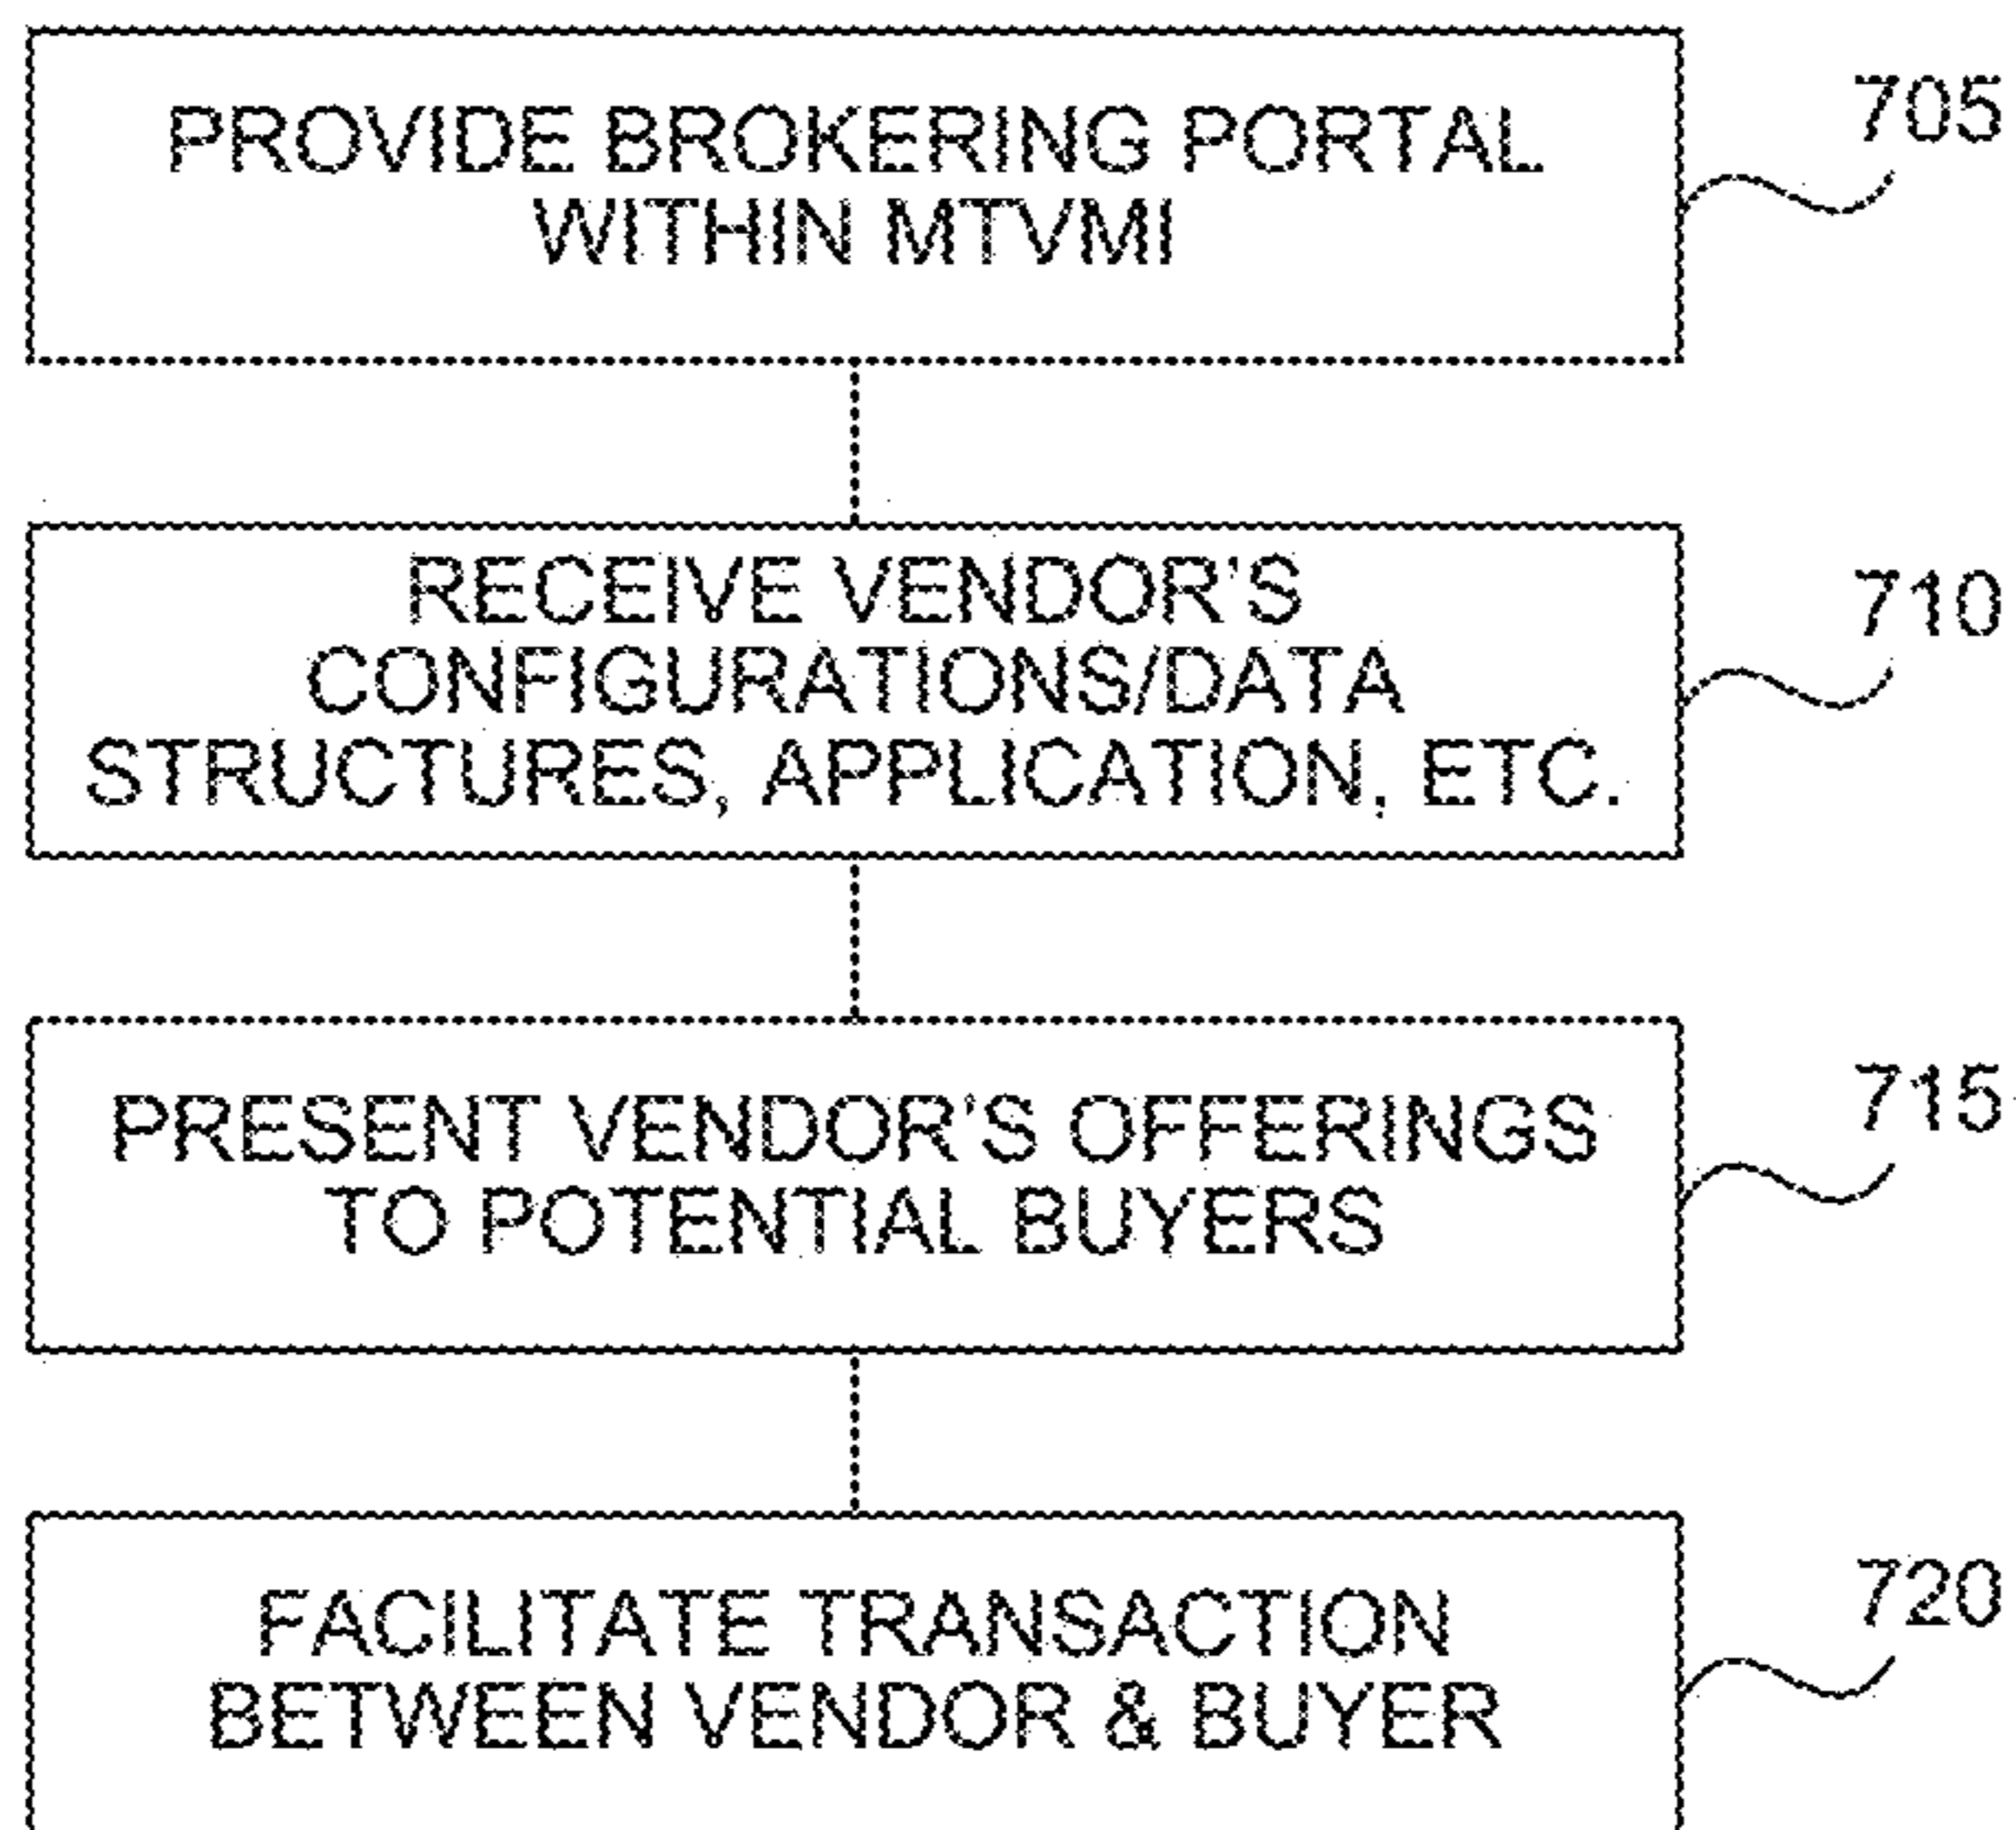 PROVIDE BROKERING PORTAL
WITHIN MTVMI
705
RECEIVE VENDOR'S
CONFIGURATIONS/DATA
STRUCTURES, APPLICATION, ETC.
710
PRESENT VENDOR'S OFFERINGS
TO POTENTIAL BUYERS
715
FACILITATE TRANSACTION
BETWEEN VENDOR & BUYER
720